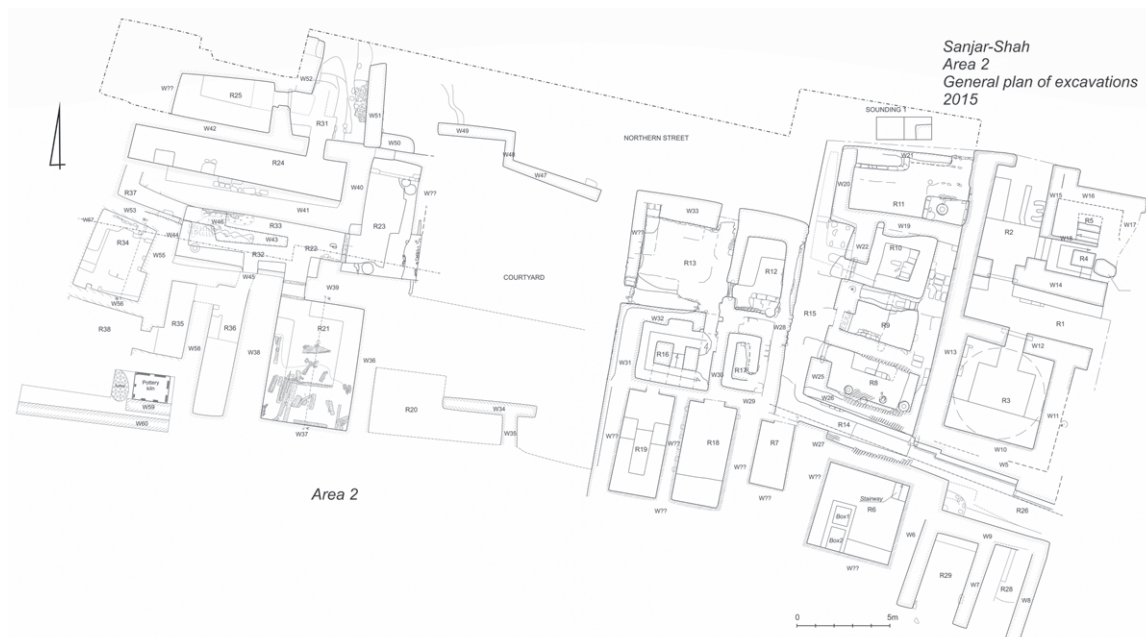 Sanjar-Shah
Area 2
General plan of excavations
2015
SOUNDING 1
NORTHERN STREET
COURTYARD
Area 2
W52
W??
R25
R31
W51
W42
W50
R24
W40
W??
R37
W53
W41
R23
R33
W43
W44
R22
R34
W55
R32
W45
W39
W56
R38
R35
R36
R21
W58
W38
W36
Pottery
kiln
W59
W60
W37
R20
W34
W35
W49
W48
W47
W33
W??
R13
R12
W32
W28
R15
W31
R16
R17
W30
W29
W??
R19
W??
R18
W??
R7
W??
W??
W21
W20
R11
W19
W22
R10
R9
R8
W25
W26
R14
W27
W??
Stairway
R6
Box1
Box2
W??
W6
W9
R29
W7
R28
W8
R26
W5
W10
W11
R3
W12
W13
R1
W14
R4
R5
W15
W16
W17
W18
R2
0
5m